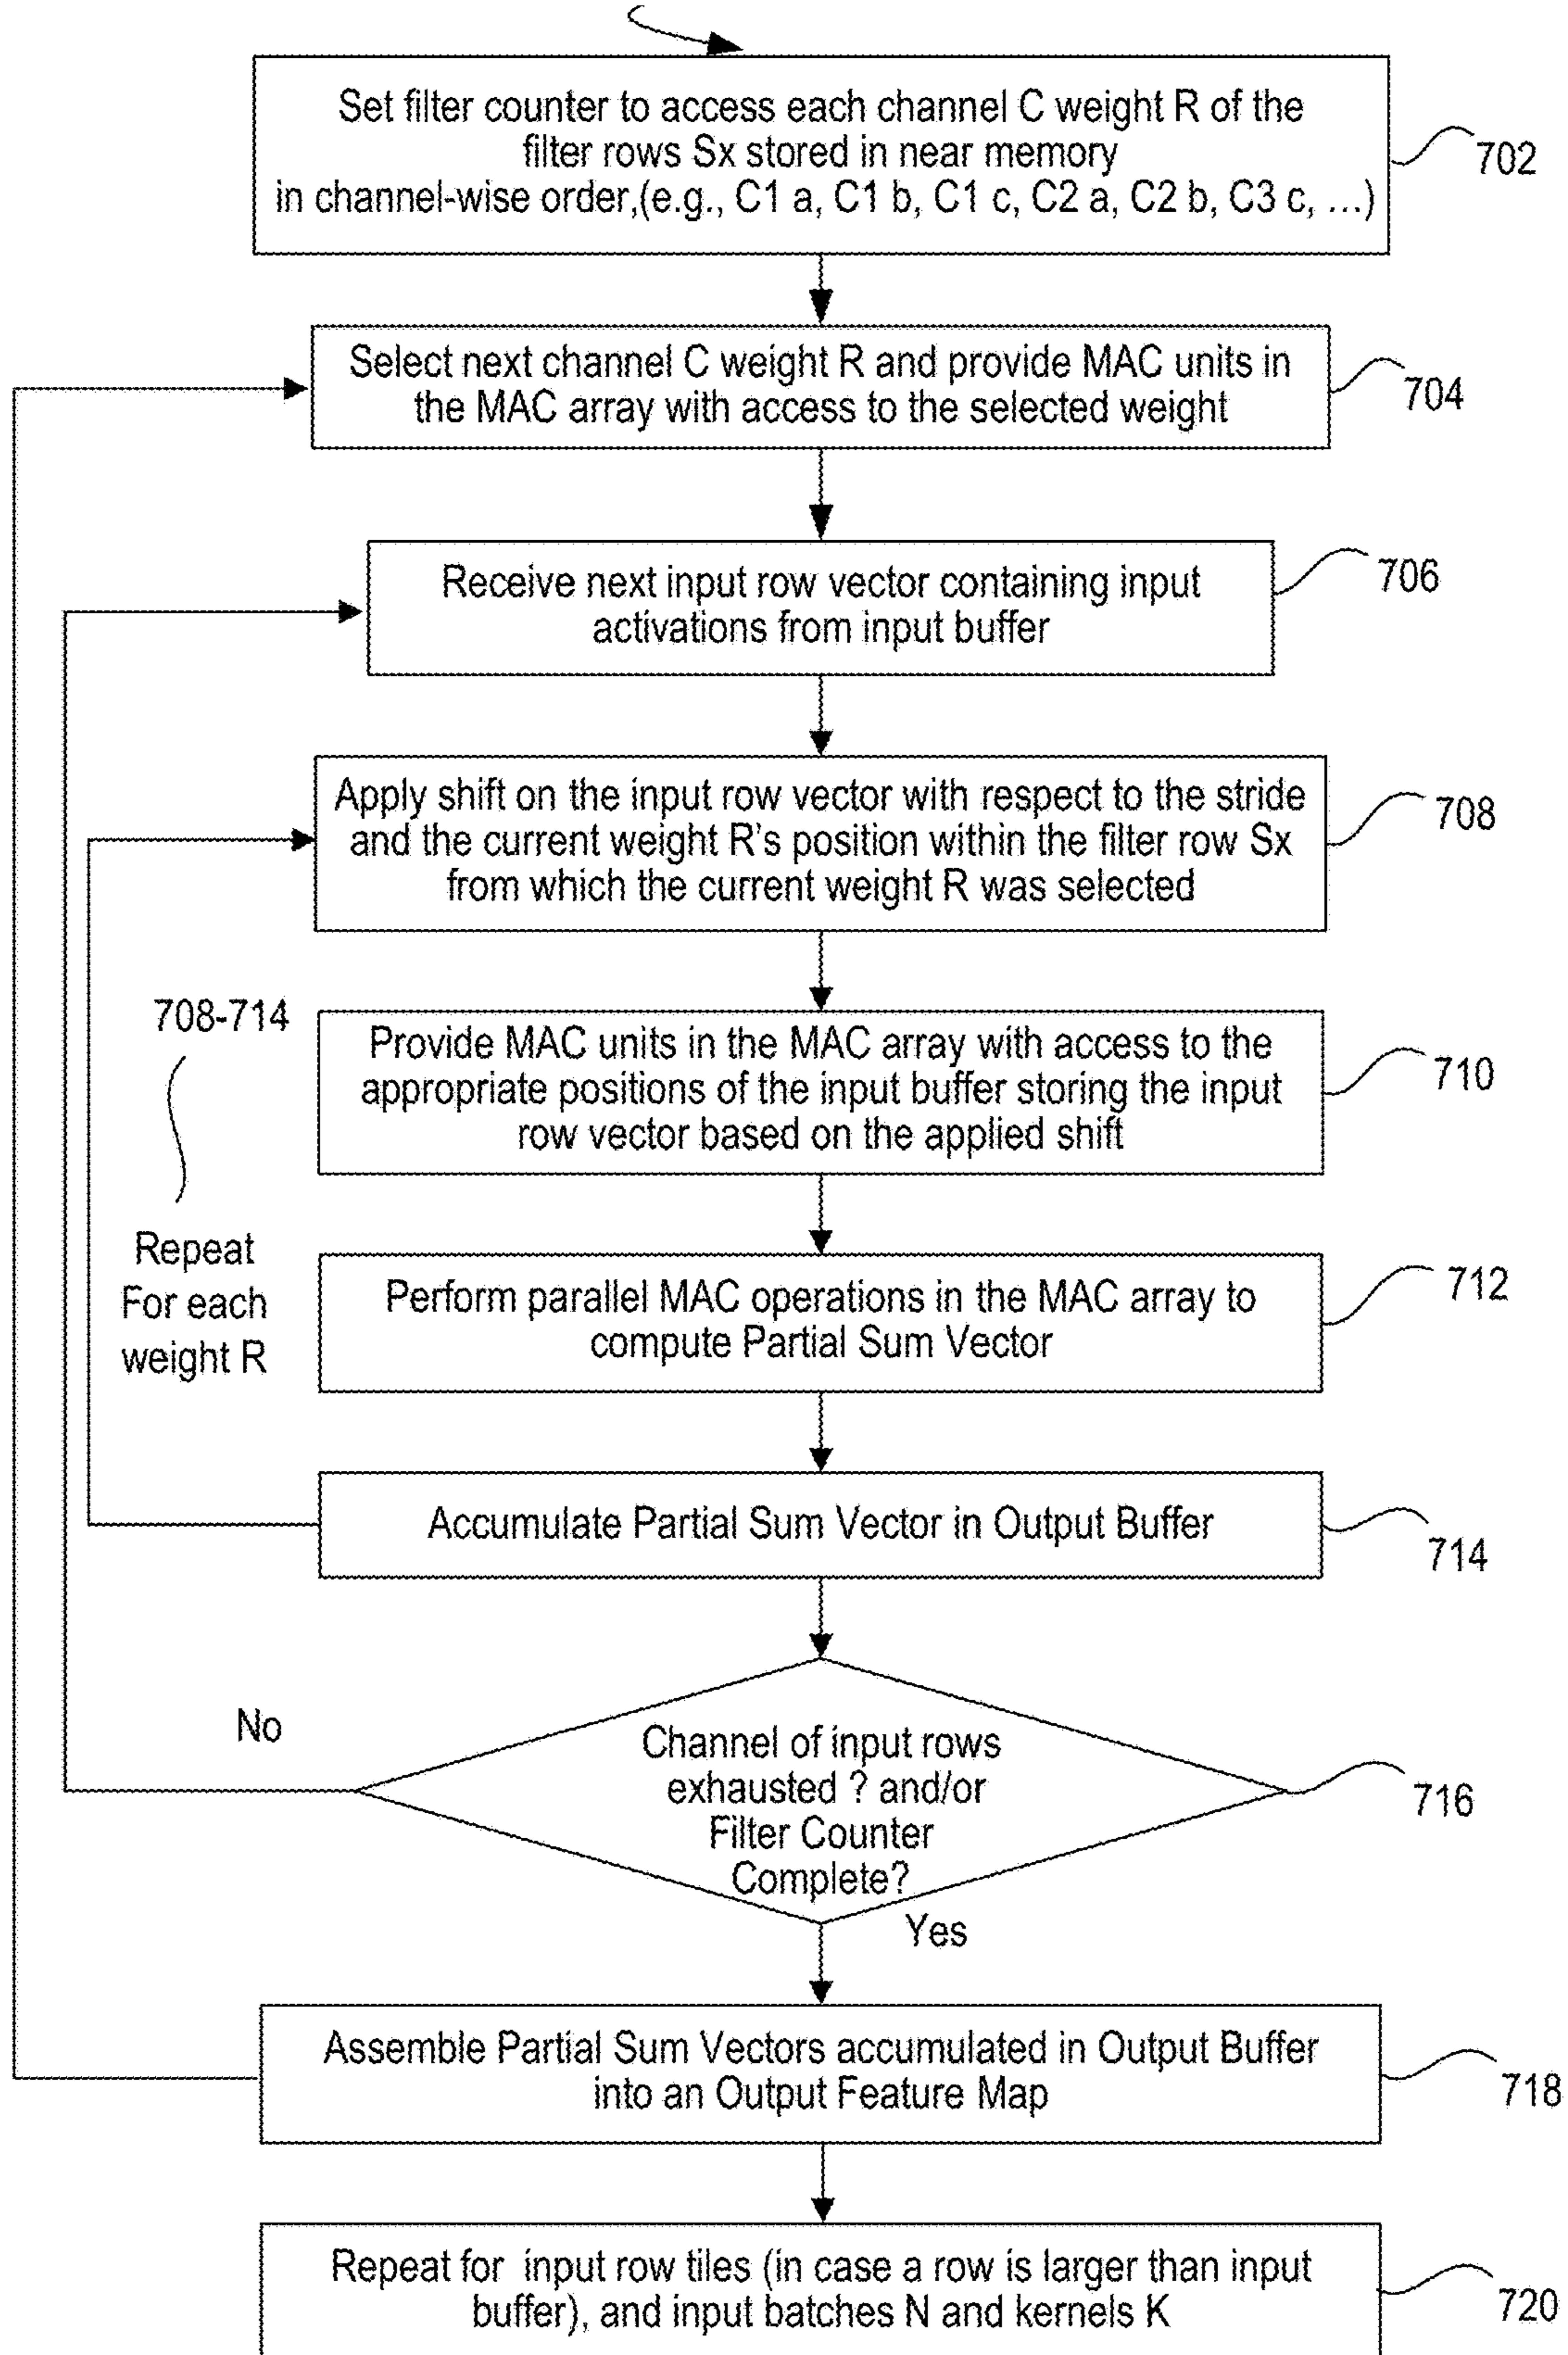 Set filter counter to access each channel C weight R of the
filter rows Sx stored in near memory
in channel-wise order,(e.g., C1 a, C1 b, C1 c, C2 a, C2 b, C3 c, …)
702
Select next channel C weight R and provide MAC units in
the MAC array with access to the selected weight
704
Receive next input row vector containing input
activations from input buffer
706
Apply shift on the input row vector with respect to the stride
and the current weight R's position within the filter row Sx
from which the current weight R was selected
708
708-714
Repeat
For each
weight R
Provide MAC units in the MAC array with access to the
appropriate positions of the input buffer storing the input
row vector based on the applied shift
710
Perform parallel MAC operations in the MAC array to
compute Partial Sum Vector
712
Accumulate Partial Sum Vector in Output Buffer
714
No
Channel of input rows
exhausted ? and/or
Filter Counter
Complete?
716
Yes
Assemble Partial Sum Vectors accumulated in Output Buffer
into an Output Feature Map
718
Repeat for input row tiles (in case a row is larger than input
buffer), and input batches N and kernels K
720